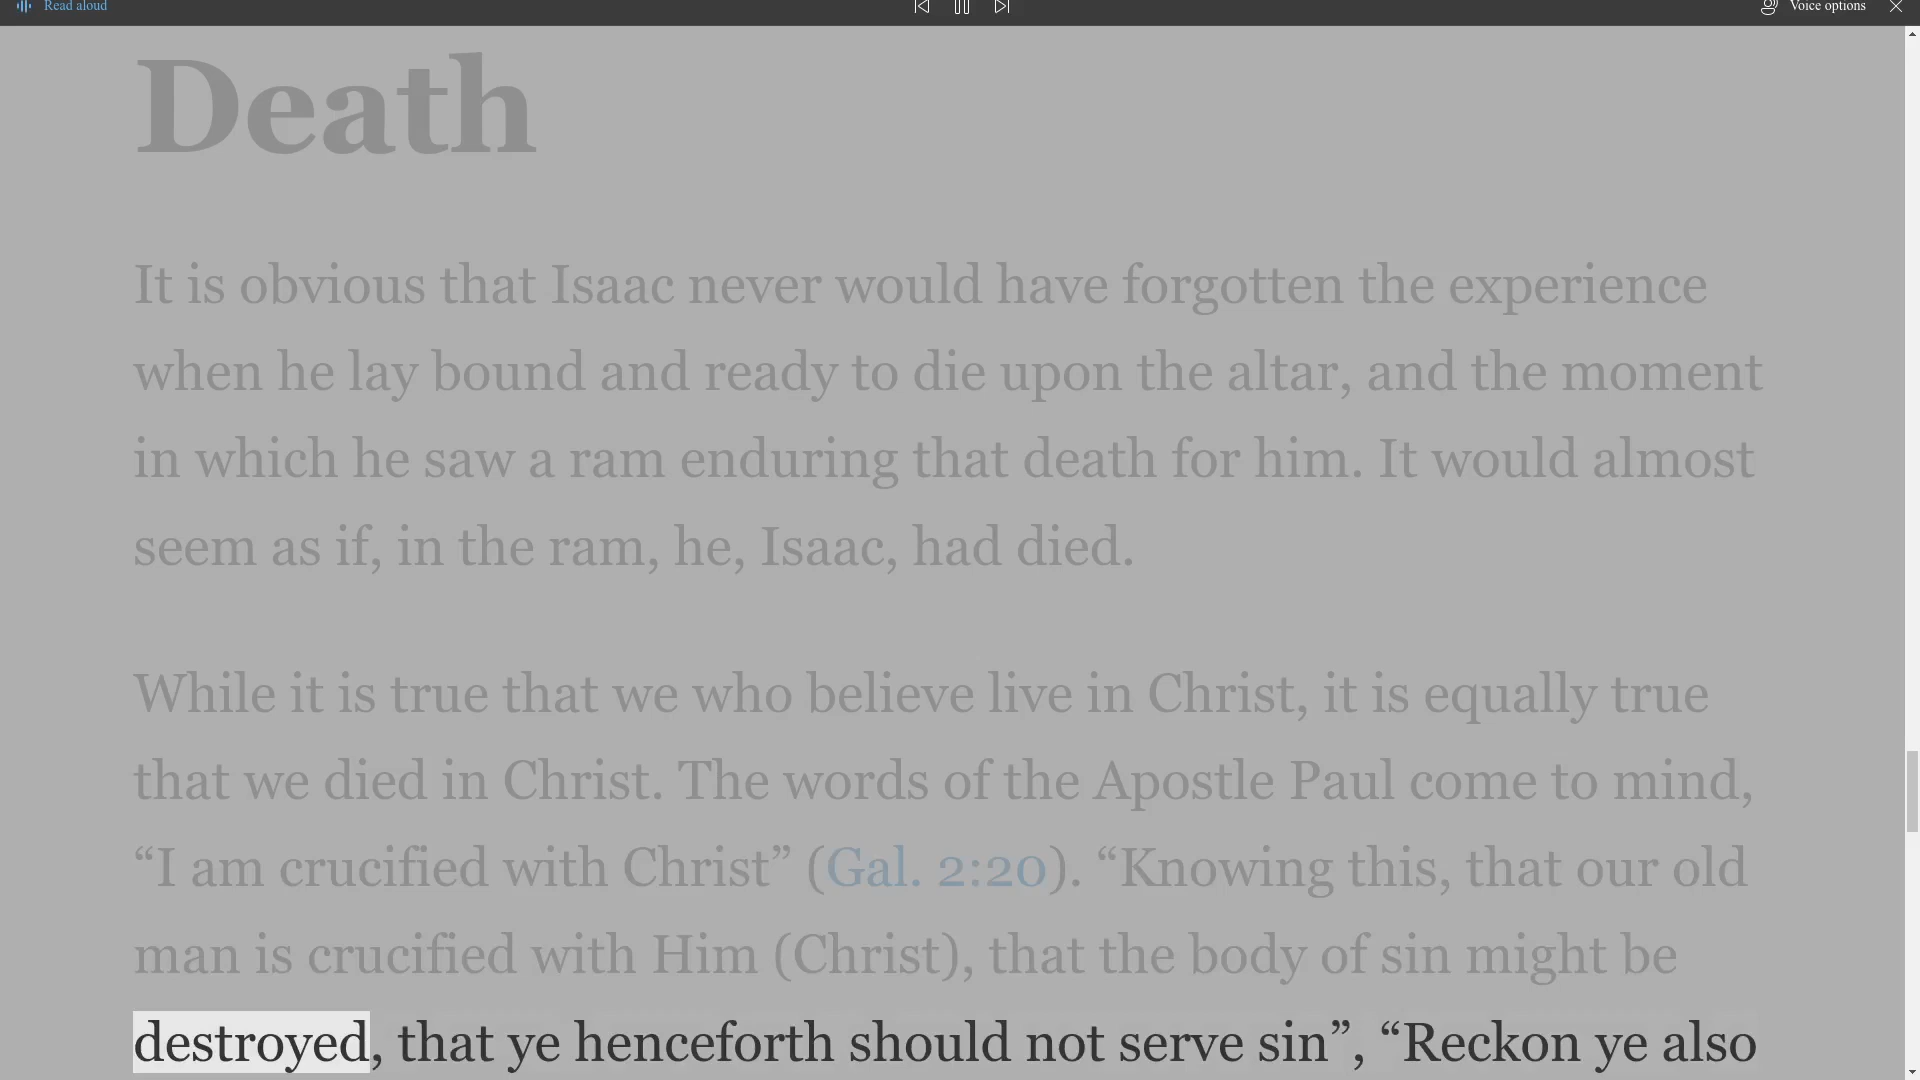 Read aloud
Voice options
Death
It is obvious that Isaac never would have forgotten the experience
when he lay bound and ready to die upon the altar, and the moment
in which he saw a ram enduring that death for him. It would almost
seem as if, in the ram, he, Isaac, had died.
While it is true that we who believe live in Christ, it is equally true
that we died in Christ. The words of the Apostle Paul come to mind,
“I am crucified with Christ” (Gal. 2:20). “Knowing this, that our old
man is crucified with Him (Christ), that the body of sin might be
destroyed, that ye henceforth should not serve sin”, “Reckon ye also